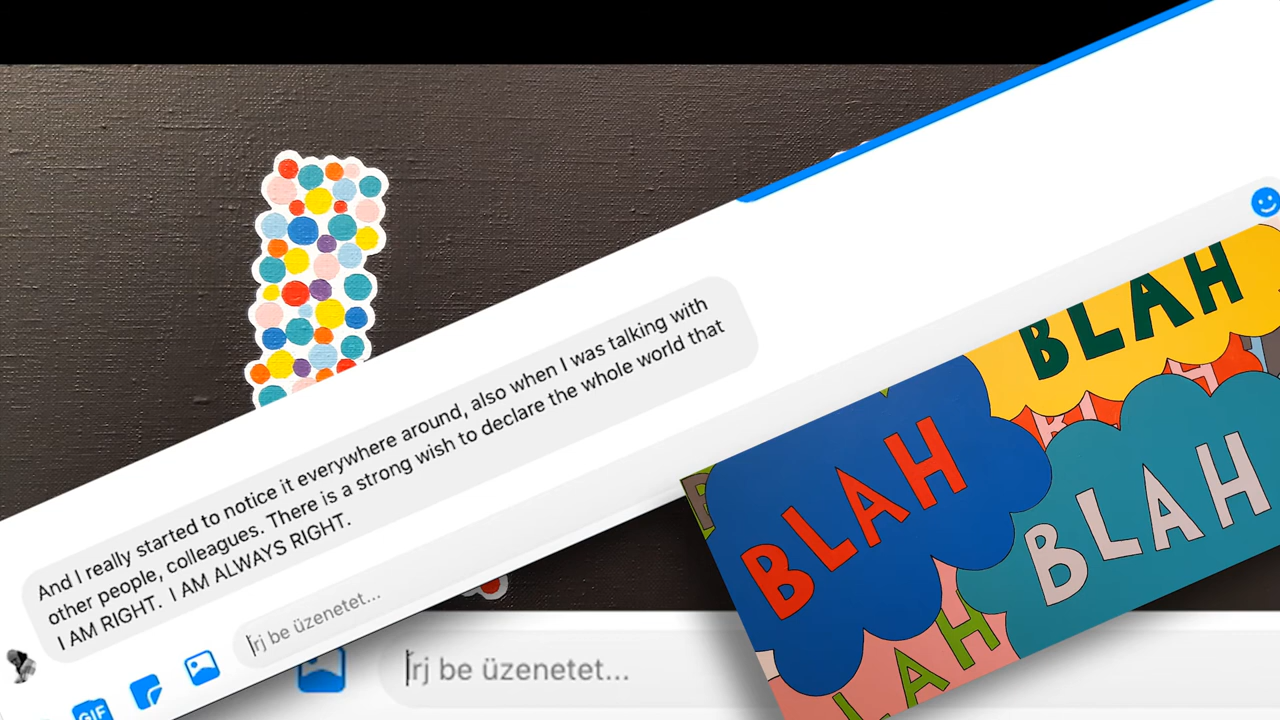 And I really started to notice it everywhere around, also when I was talking with
other people, colleagues. There is a strong wish to declare the whole world that
I AM RIGHT.  I AM ALWAYS RIGHT.
Írj be üzenetet...
GIF
Írj be üzenetet...
BLAH
BLAH
BLAH
LAH